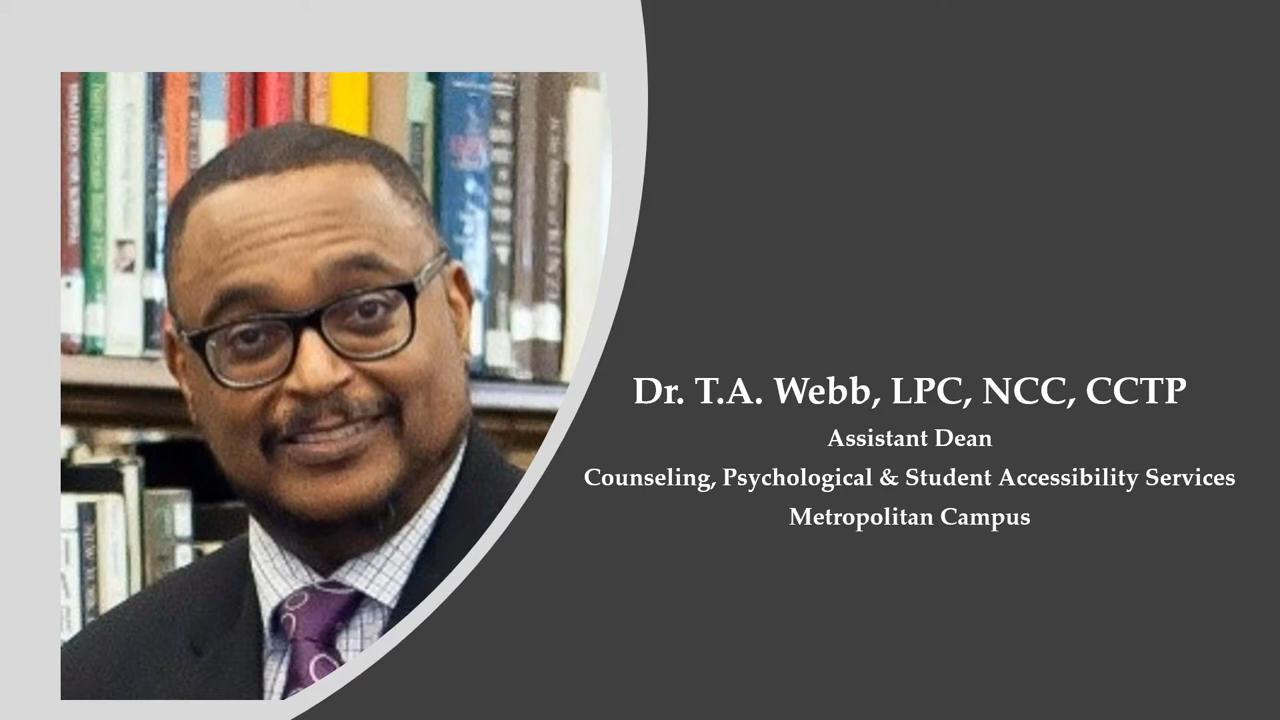 Dr. T.A. Webb, LPC, NCC, CCTP
Assistant Dean
Counseling, Psychological & Student Accessibility Services
Metropolitan Campus